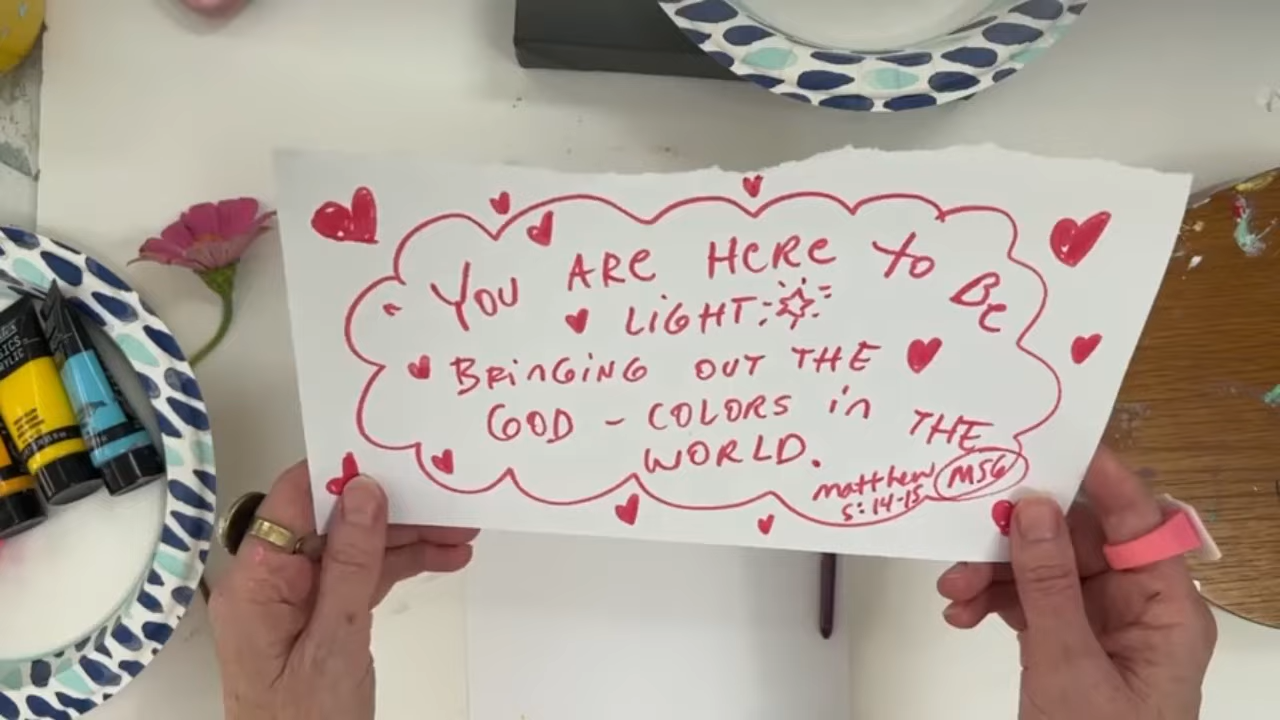 YOU ARE HERE TO BE
LIGHT
BRINGING OUT THE
GOD - COLORS in THE
WORLD.
matthew MSG
5:14-15